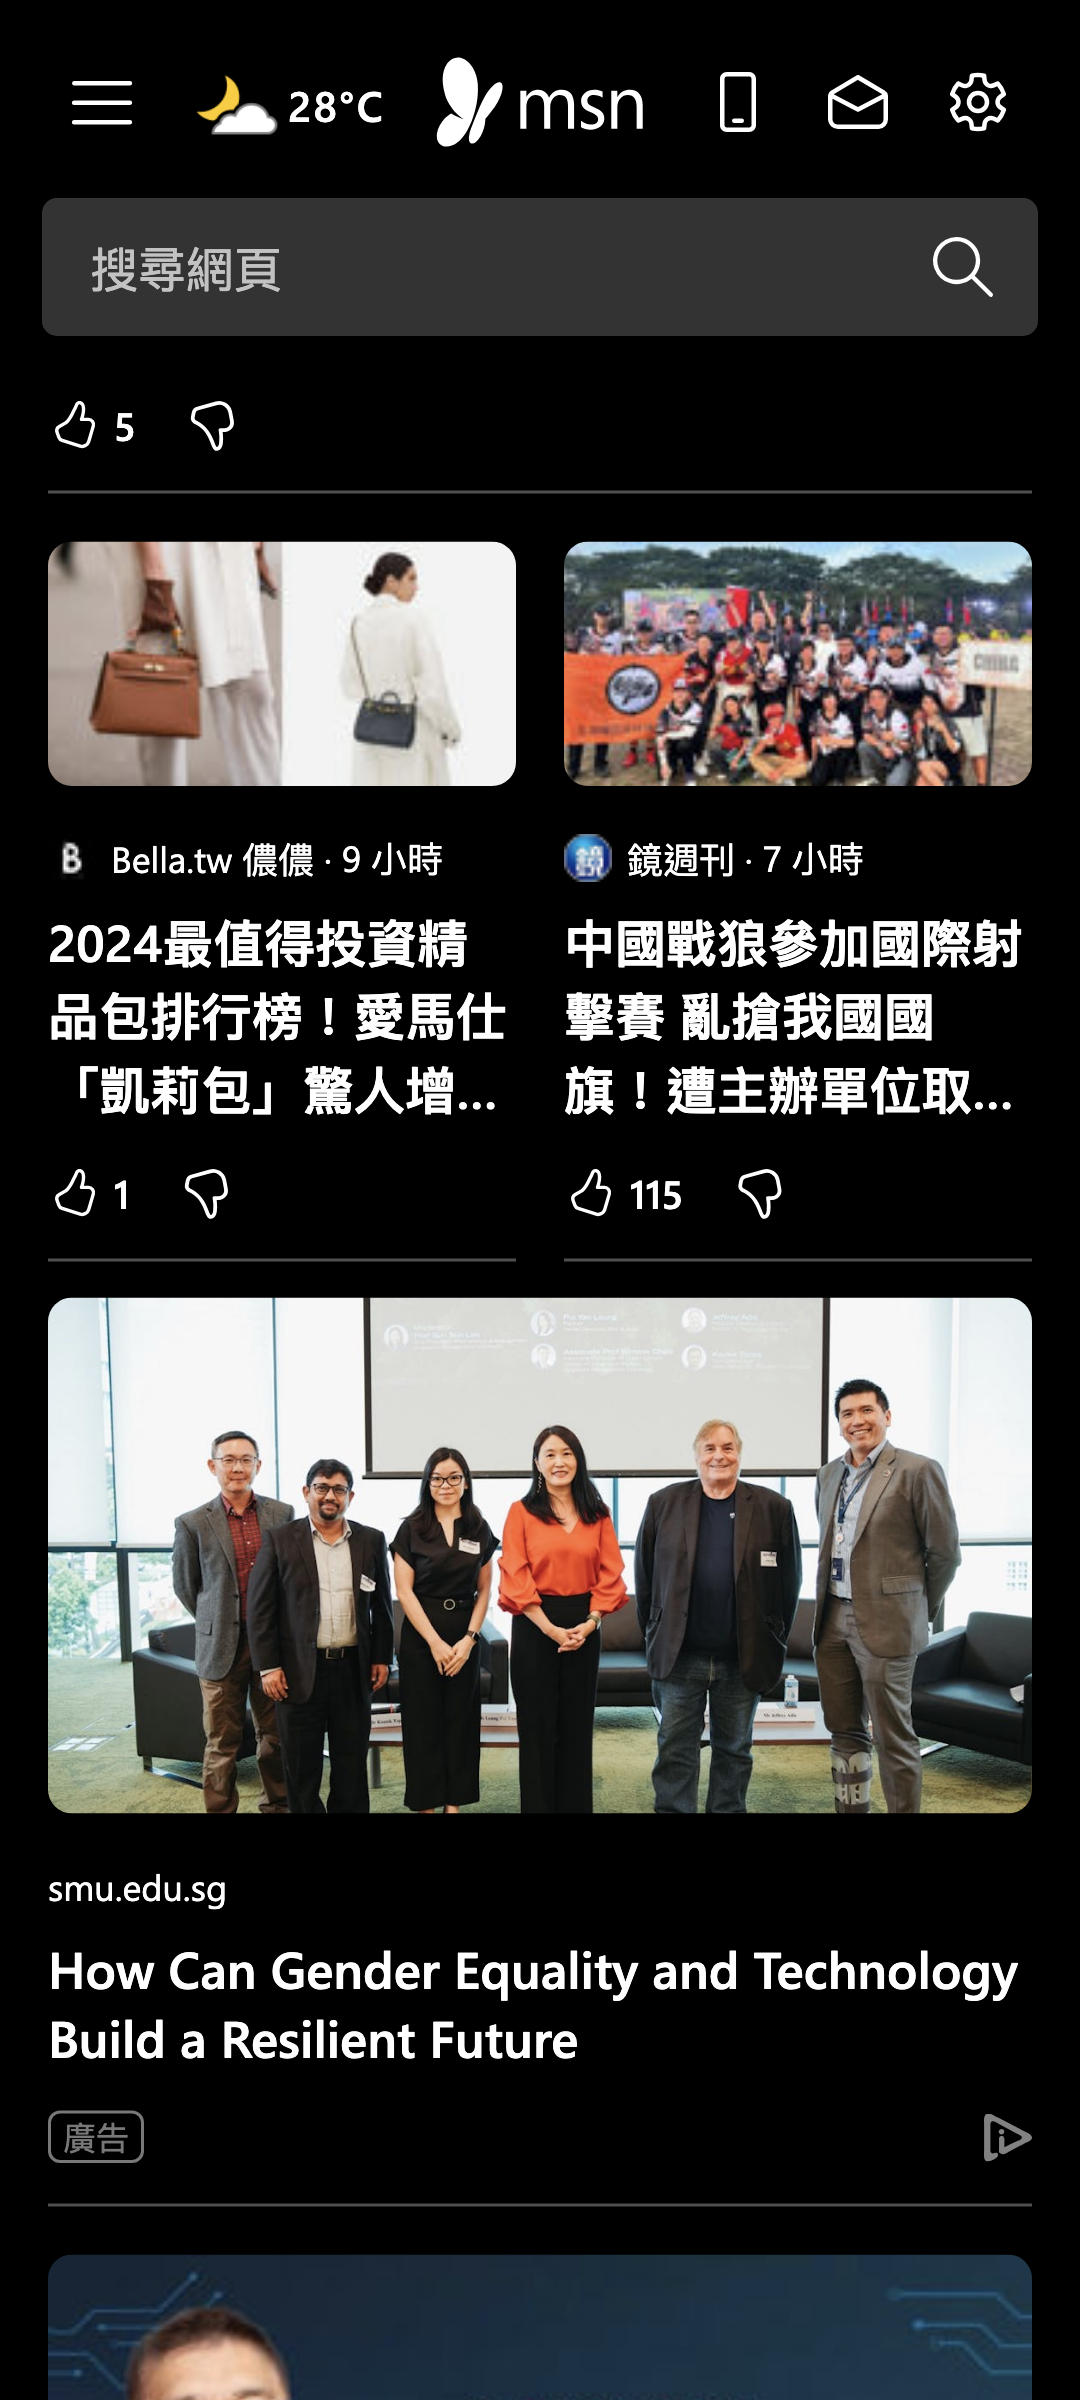 28°C
msn
搜尋網頁
5
Bella.tw 儂儂 · 9 小時
2024最值得投資精
品包排行榜！愛馬仕
「凱莉包」驚人增...
1
鏡週刊 · 7 小時
中國戰狼參加國際射
擊賽 亂搶我國國
旗！遭主辦單位取...
115
smu.edu.sg
How Can Gender Equality and Technology
Build a Resilient Future
廣告